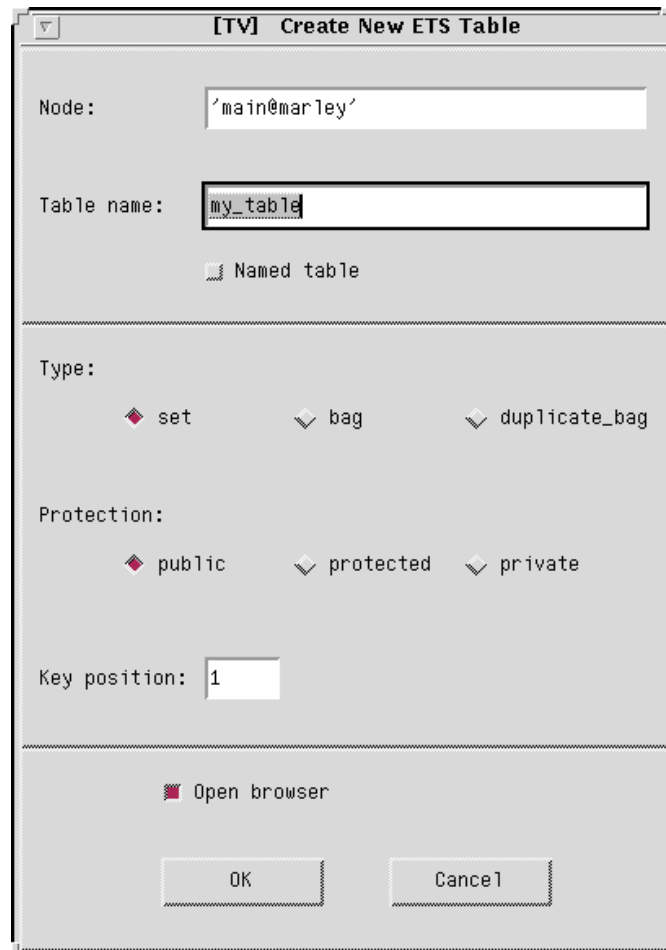 [TV] Create New ETS Table
Node: 'main@marley'
Table name: my_table
Named table
Type:
set bag duplicate_bag
Protection:
public protected private
Key position: 1
Open browser
OK Cancel